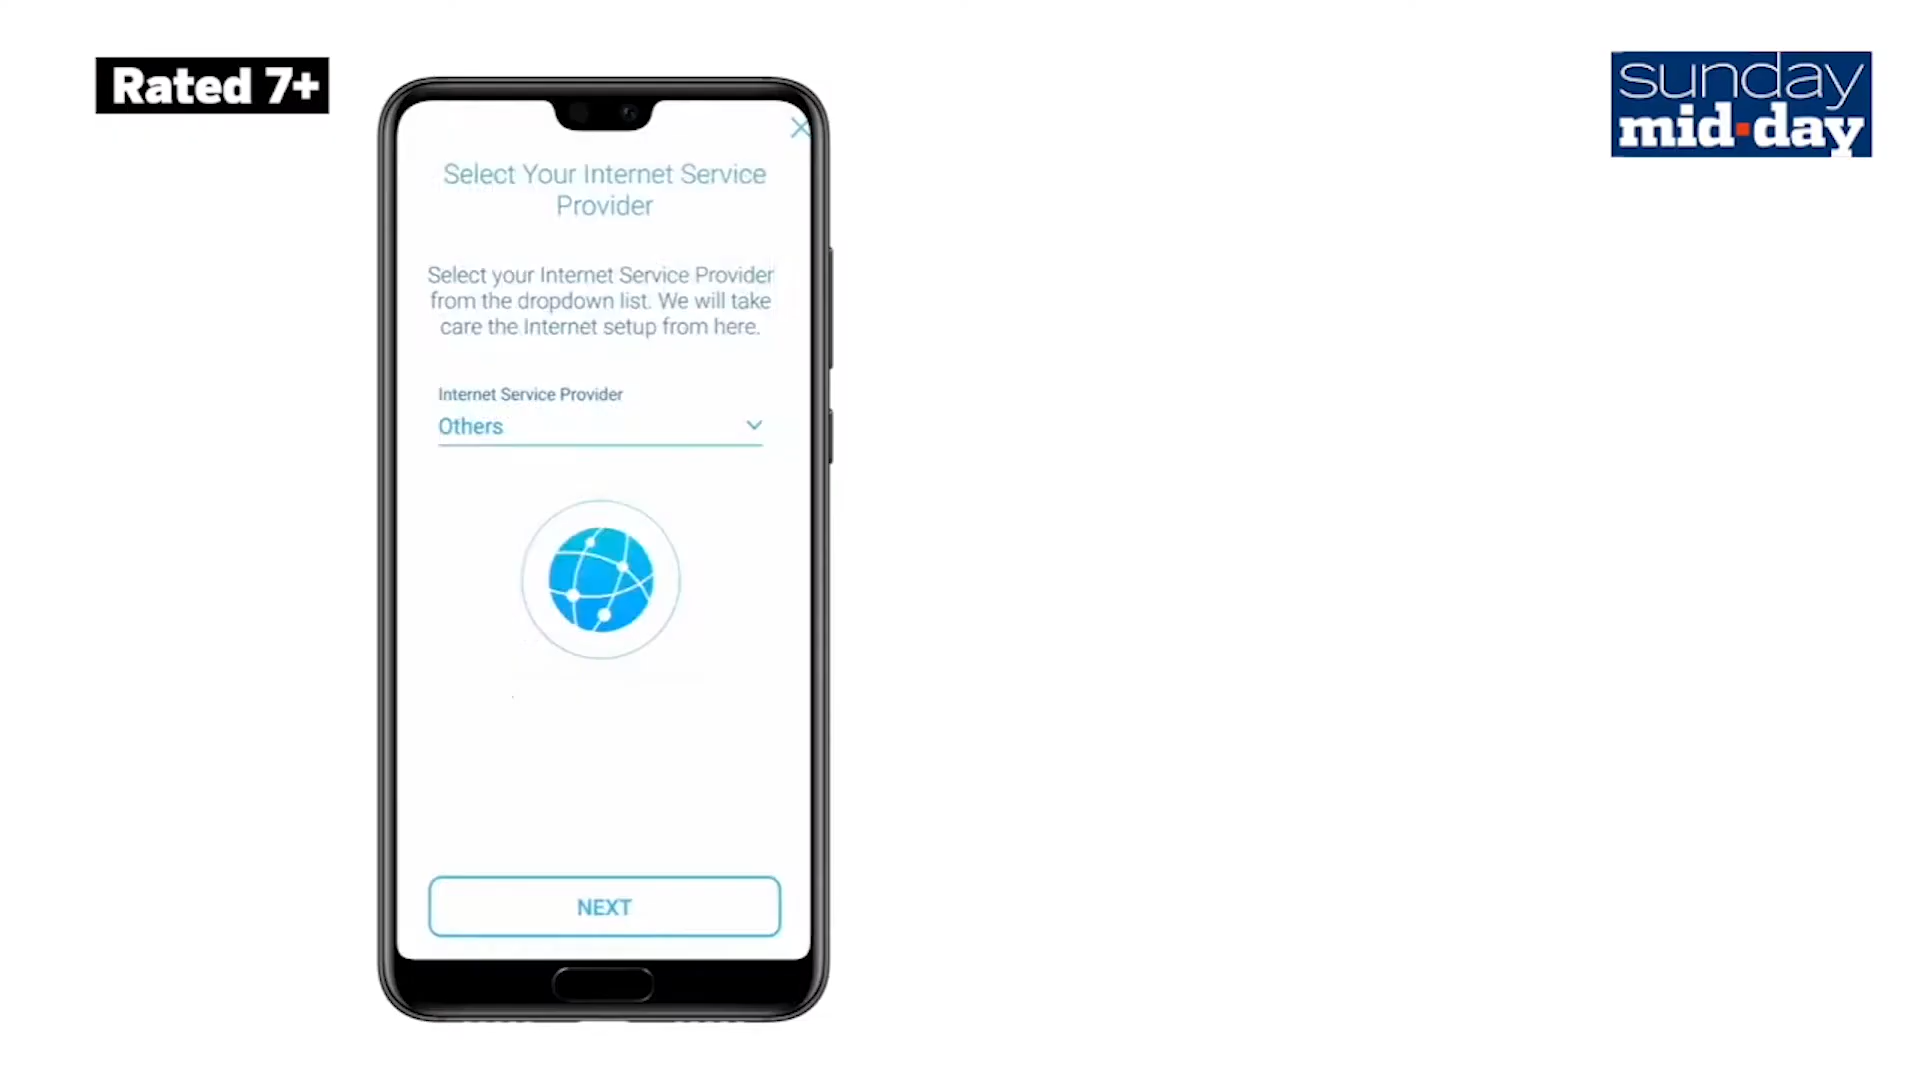 Rated 7+
sunday
mid-day
Select Your Internet Service
Provider
Select your Internet Service Provider
from the dropdown list. We will take
care the Internet setup from here.
Internet Service Provider
Others
NEXT